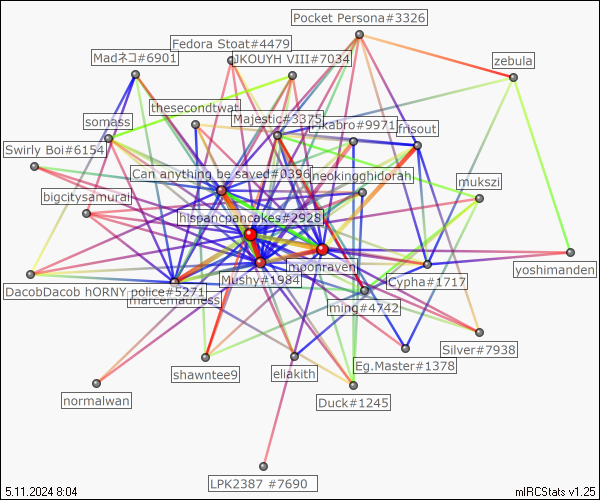 Pocket Persona#3326
Fedora Stoat#4479
Madネコ#6901
JKOUYH VIII#7034
zebula
thesecondtwat
somass
Majestic#3375
frisout
Swirly Boi#6154
Can anything be saved#0396
neokingghidorah
mukszi
bigcitysamurai
hispancpancakes#2928
moonraven
yoshimanden
Mushy#1984
Cypha#1717
DacobDacob hORNY police#5271
ming#4742
Silver#7938
Eg.Master#1378
shawntee9
eliakith
normalwan
Duck#1245
LPK2387 #7690
5.11.2024 8:04
mIRCStats v1.25